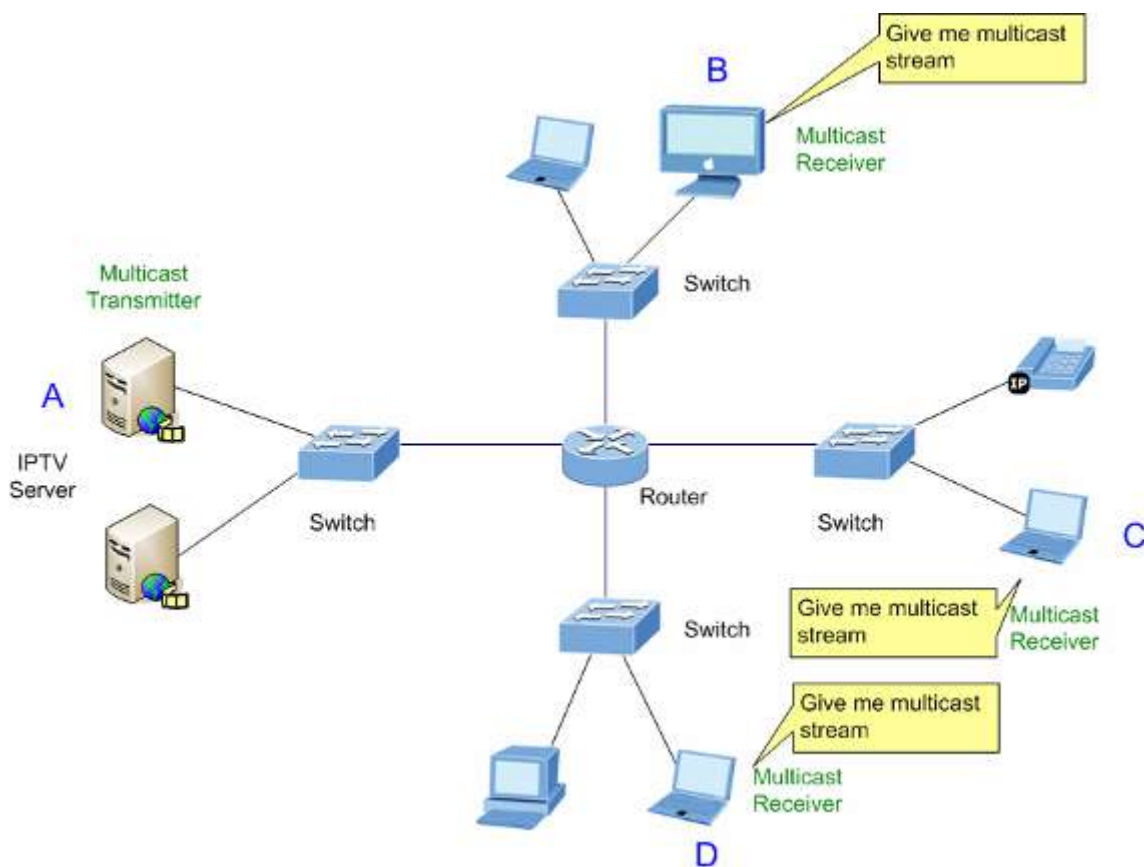 Give me multicast
stream
B
Multicast
Receiver
Switch
Multicast
Transmitter
A
IPTV
Server
IP
Switch
Router
Switch
C
Switch
Give me multicast
stream
Multicast
Receiver
Give me multicast
stream
Multicast
Receiver
D